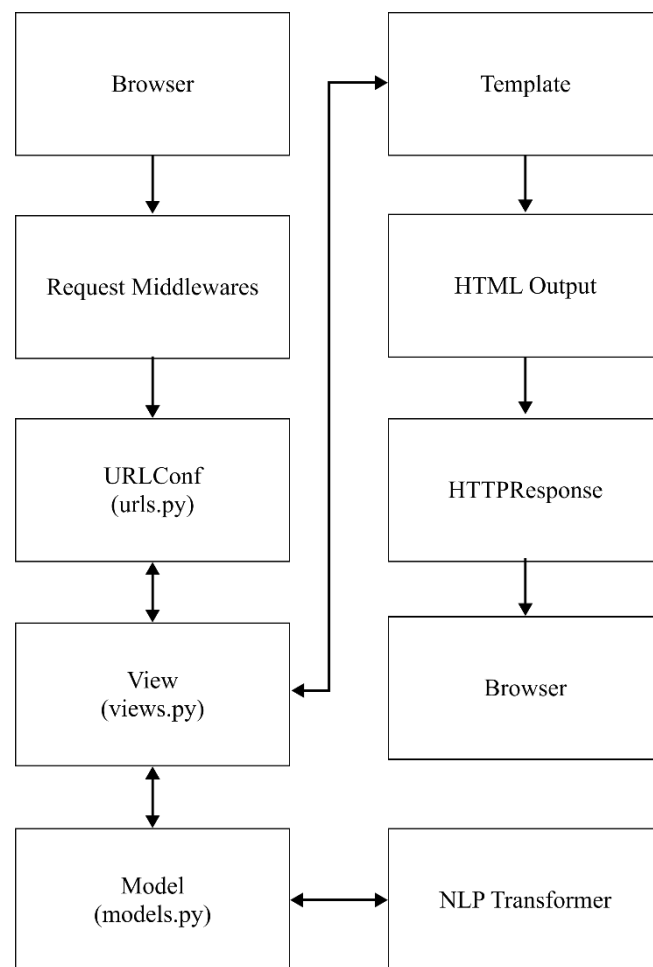 Browser
Request Middlewares
URLConf
(urls.py)
View
(views.py)
Model
(models.py)
Template
HTML Output
HTTPResponse
Browser
NLP Transformer